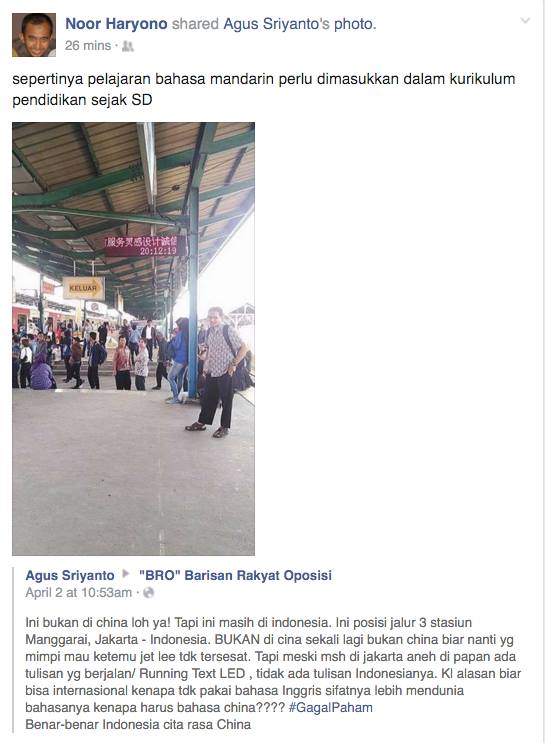 Noor Haryono shared Agus Sriyanto's photo.
26 mins ·
sepertinya pelajaran bahasa mandarin perlu dimasukkan dalam kurikulum
pendidikan sejak SD
服务灵感设计诚信
20:12:19
KELUAR
Agus Sriyanto ▶ "BRO" Barisan Rakyat Oposisi
April 2 at 10:53am ·
Ini bukan di china loh ya! Tapi ini masih di indonesia. Ini posisi jalur 3 stasiun
Manggarai, Jakarta - Indonesia. BUKAN di cina sekali lagi bukan china biar nanti yg
mimpi mau ketemu jet lee tdk tersesat. Tapi meski msh di jakarta aneh di papan ada
tulisan yg berjalan/ Running Text LED , tidak ada tulisan Indonesianya. Kl alasan biar
bisa internasional kenapa tdk pakai bahasa Inggris sifatnya lebih mendunia
bahasanya kenapa harus bahasa china???? #GagalPaham
Benar-benar Indonesia cita rasa China